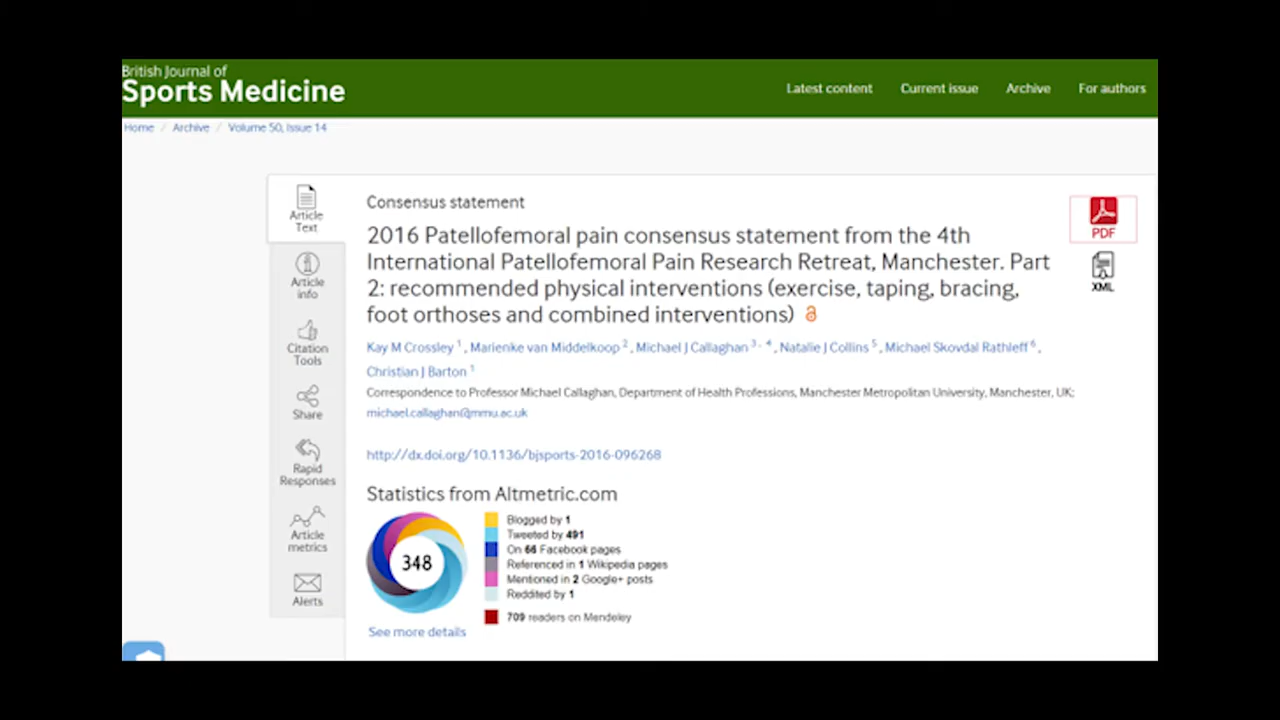 British Journal of
Sports Medicine
Latest content
Current issue
Archive
For authors
Home / Archive / Volume 50, Issue 14
Article
Text
Article
info
Citation
Tools
Share
Rapid
Responses
Article
metrics
Alerts
Consensus statement
2016 Patellofemoral pain consensus statement from the 4th
International Patellofemoral Pain Research Retreat, Manchester. Part
2: recommended physical interventions (exercise, taping, bracing,
foot orthoses and combined interventions)
PDF
XML
Kay M Crossley 1, Marienke van Middelkoop 2, Michael J Callaghan 3, 4, Natalie J Collins 5, Michael Skovdal Rathleff 6,
Christian J Barton 1
Correspondence to Professor Michael Callaghan, Department of Health Professions, Manchester Metropolitan University, Manchester, UK;
michael.callaghan@mmu.ac.uk
http://dx.doi.org/10.1136/bjsports-2016-096268
Statistics from Altmetric.com
348
Blogged by 1
Tweeted by 491
On 66 Facebook pages
Referenced in 1 Wikipedia pages
Mentioned in 2 Google+ posts
Reddited by 1
709 readers on Mendeley
See more details